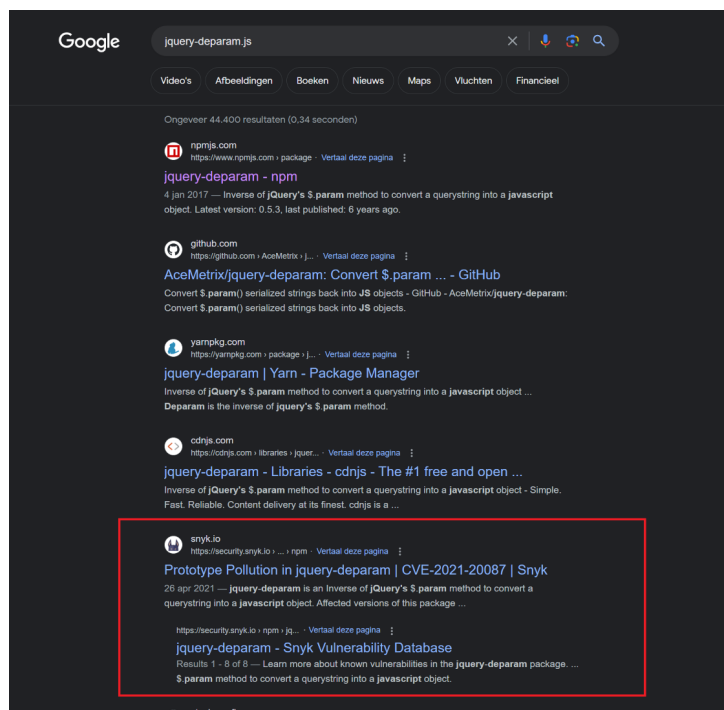 Google
jquery-deparam.js
Video's Afbeeldingen Boeken Nieuws Maps Vluchten Financieel
Ongeveer 44.400 resultaten (0,34 seconden)
npmjs.com
https://www.npmjs.com › package · Vertaal deze pagina
jquery-deparam - npm
4 jan 2017 — Inverse of jQuery's $.param method to convert a querystring into a javascript
object. Latest version: 0.5.3, last published: 6 years ago.
github.com
https://github.com › AceMetrix › j... · Vertaal deze pagina
AceMetrix/jquery-deparam: Convert $.param ... - GitHub
Convert $.param() serialized strings back into JS objects - GitHub - AceMetrix/jquery-deparam:
Convert $.param() serialized strings back into JS objects.
yarnpkg.com
https://yarnpkg.com › package › j... · Vertaal deze pagina
jquery-deparam | Yarn - Package Manager
Inverse of jQuery's $.param method to convert a querystring into a javascript object ...
Deparam is the inverse of jquery's $.param method.
cdnjs.com
https://cdnjs.com › libraries › jquer... · Vertaal deze pagina
jquery-deparam - Libraries - cdnjs - The #1 free and open ...
Inverse of jQuery's $.param method to convert a querystring into a javascript object - Simple.
Fast. Reliable. Content delivery at its finest. cdnjs is a ...
snyk.io
https://security.snyk.io › ... › npm · Vertaal deze pagina
Prototype Pollution in jquery-deparam | CVE-2021-20087 | Snyk
26 apr 2021 — jquery-deparam is an Inverse of jQuery's $.param method to convert a
querystring into a javascript object. Affected versions of this package ...
https://security.snyk.io › npm › jq... · Vertaal deze pagina
jquery-deparam - Snyk Vulnerability Database
Results 1 - 8 of 8 — Learn more about known vulnerabilities in the jquery-deparam package. ...
$.param method to convert a querystring into a javascript object.